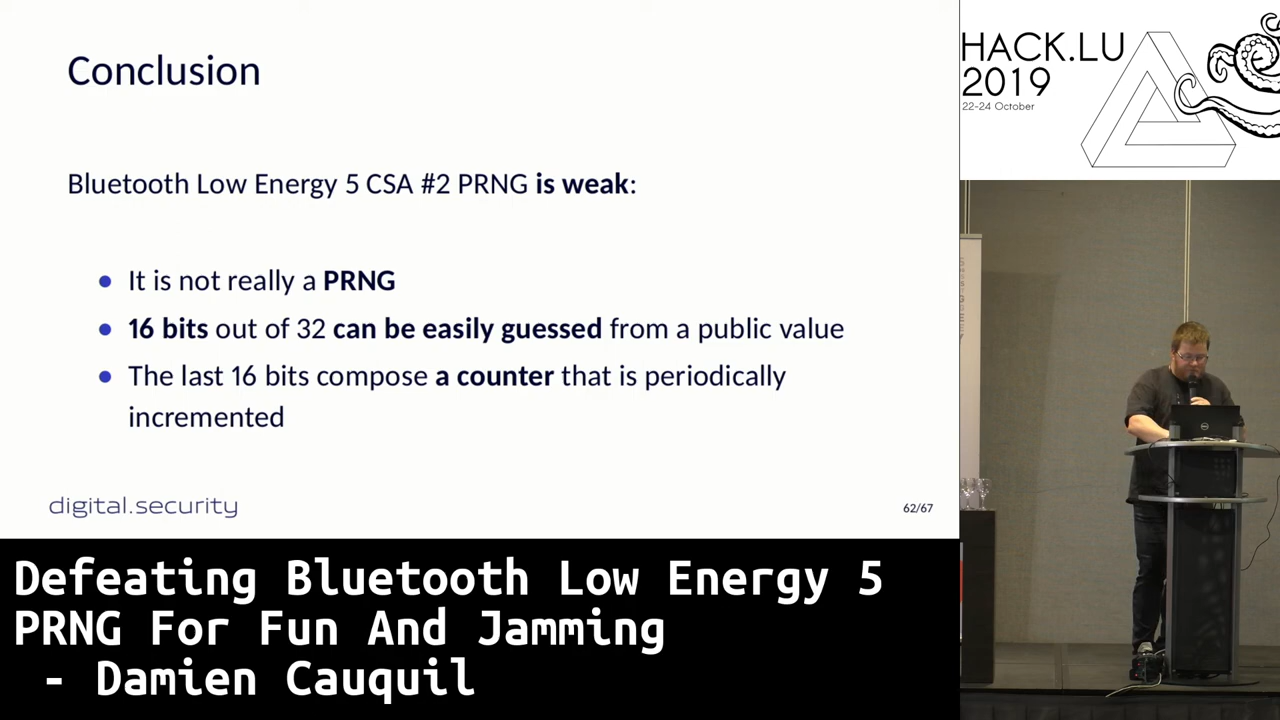 Conclusion
Bluetooth Low Energy 5 CSA #2 PRNG is weak:
It is not really a PRNG
16 bits out of 32 can be easily guessed from a public value
The last 16 bits compose a counter that is periodically
incremented
digital.security
62/67
HACK.LU
2019
22-24 October
Defeating Bluetooth Low Energy 5
PRNG For Fun And Jamming
- Damien Cauquil